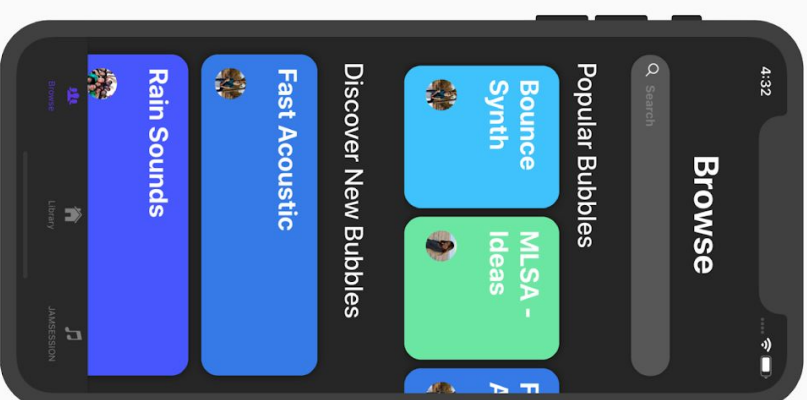 4:32
Browse
Search
Popular Bubbles
Bounce
Synth
MLSA -
Ideas
F
A
Discover New Bubbles
Fast Acoustic
Rain Sounds
Browse
Library
JAMSESSION